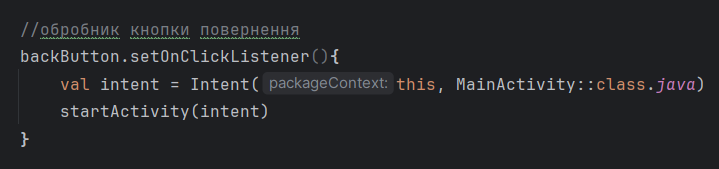 //обробник кнопки повернення
backButton.setOnClickListener(){
val intent = Intent( packageContext: this, MainActivity::class.java)
startActivity(intent)
}